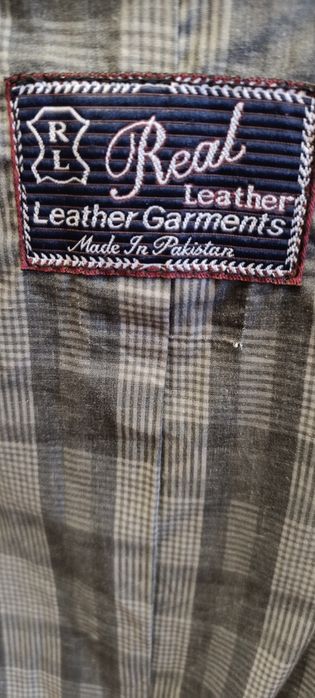 RL
Real
Leather
Leather Garments
Made In Pakistan